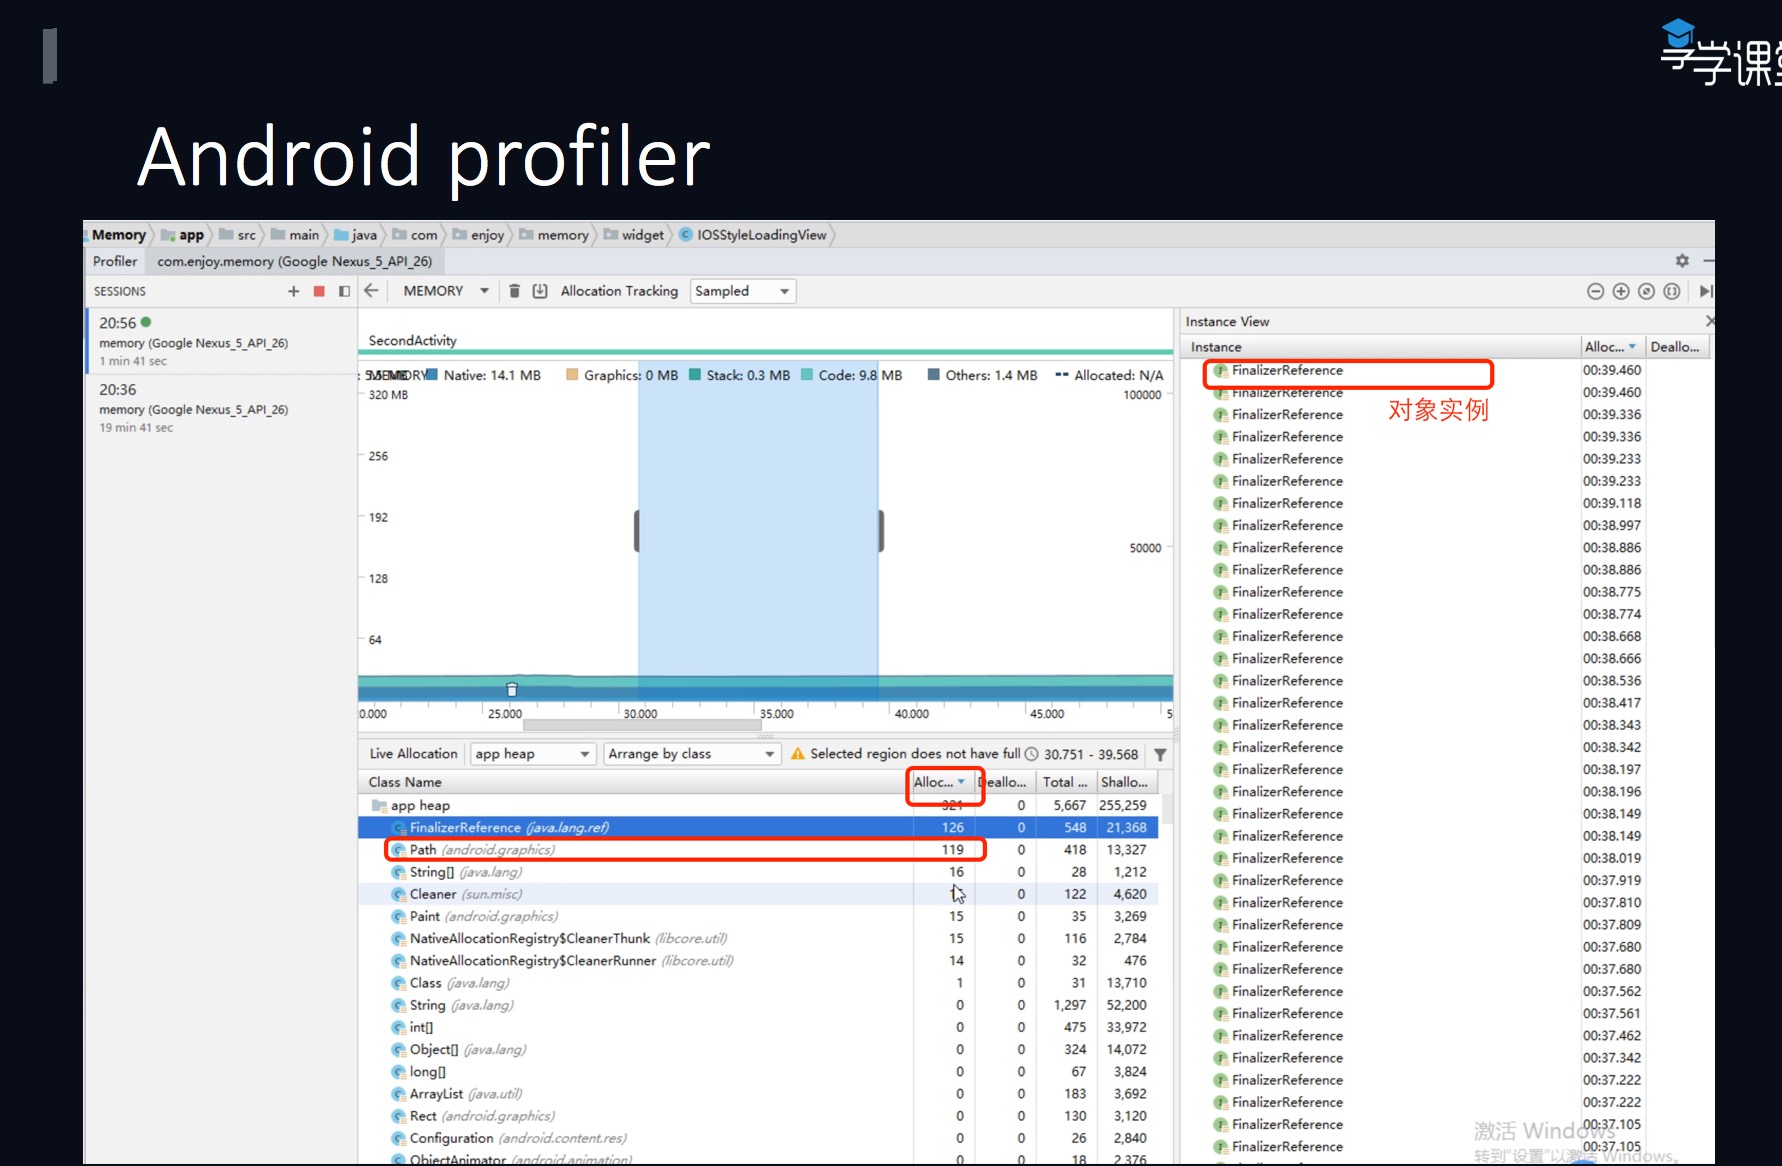 享学课堂
Android profiler
Memory app src main java com enjoy memory widget IOSStyleLoadingView
Profiler com.enjoy.memory (Google Nexus_5_API_26)
SESSIONS
MEMORY Allocation Tracking Sampled
20:56
memory (Google Nexus_5_API_26)
1 min 41 sec
20:36
memory (Google Nexus_5_API_26)
19 min 41 sec
SecondActivity
MEMORY Native: 14.1 MB Graphics: 0 MB Stack: 0.3 MB Code: 9.8 MB Others: 1.4 MB Allocated: N/A
320 MB 100000
256
192
50000
128
64
25.000 30.000 35.000 40.000 45.000
Live Allocation app heap Arrange by class Selected region does not have full 30.751 - 39.568
Class Name Alloc... Deallo... Total ... Shallo...
app heap 321 0 5,667 255,259
FinalizerReference (java.lang.ref) 126 0 548 21,368
Path (android.graphics) 119 0 418 13,327
String[] (java.lang) 16 0 28 1,212
Cleaner (sun.misc) 0 122 4,620
Paint (android.graphics) 15 0 35 3,269
NativeAllocationRegistry$CleanerThunk (libcore.util) 15 0 116 2,784
NativeAllocationRegistry$CleanerRunner (libcore.util) 14 0 32 476
Class (java.lang) 1 0 31 13,710
String (java.lang) 0 0 1,297 52,200
int[] 0 0 475 33,972
Object[] (java.lang) 0 0 324 14,072
long[] 0 0 67 3,824
ArrayList (java.util) 0 0 183 3,692
Rect (android.graphics) 0 0 130 3,120
Configuration (android.content.res) 0 0 26 2,840
ObjectAnimator (android.animation) 0 0 18 2,376
Instance View
Instance Alloc... Deallo...
FinalizerReference 00:39.460
FinalizerReference 00:39.460
对象实例
FinalizerReference 00:39.336
FinalizerReference 00:39.336
FinalizerReference 00:39.233
FinalizerReference 00:39.233
FinalizerReference 00:39.118
FinalizerReference 00:38.997
FinalizerReference 00:38.886
FinalizerReference 00:38.886
FinalizerReference 00:38.775
FinalizerReference 00:38.774
FinalizerReference 00:38.668
FinalizerReference 00:38.666
FinalizerReference 00:38.536
FinalizerReference 00:38.417
FinalizerReference 00:38.343
FinalizerReference 00:38.342
FinalizerReference 00:38.197
FinalizerReference 00:38.196
FinalizerReference 00:38.149
FinalizerReference 00:38.149
FinalizerReference 00:38.019
FinalizerReference 00:37.919
FinalizerReference 00:37.810
FinalizerReference 00:37.809
FinalizerReference 00:37.680
FinalizerReference 00:37.680
FinalizerReference 00:37.562
FinalizerReference 00:37.561
FinalizerReference 00:37.462
FinalizerReference 00:37.342
FinalizerReference 00:37.222
FinalizerReference 00:37.222
FinalizerReference 00:37.105
FinalizerReference 00:37.105
激活 Windows
转到"设置"以激活 Windows。